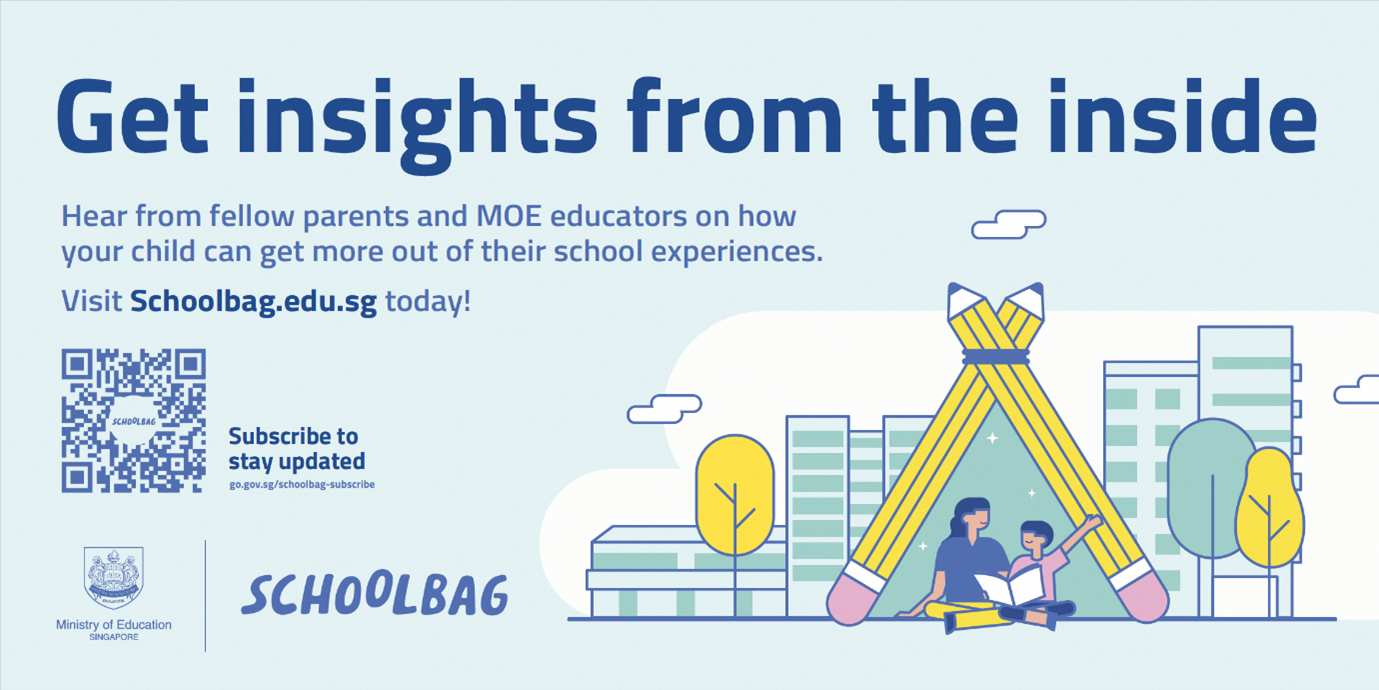 Get insights from the inside
Hear from fellow parents and MOE educators on how
your child can get more out of their school experiences.
Visit Schoolbag.edu.sg today!
SCHOOLBAG
Subscribe to
stay updated
go.gov.sg/schoolbag-subscribe
Ministry of Education
SINGAPORE
SCHOOLBAG